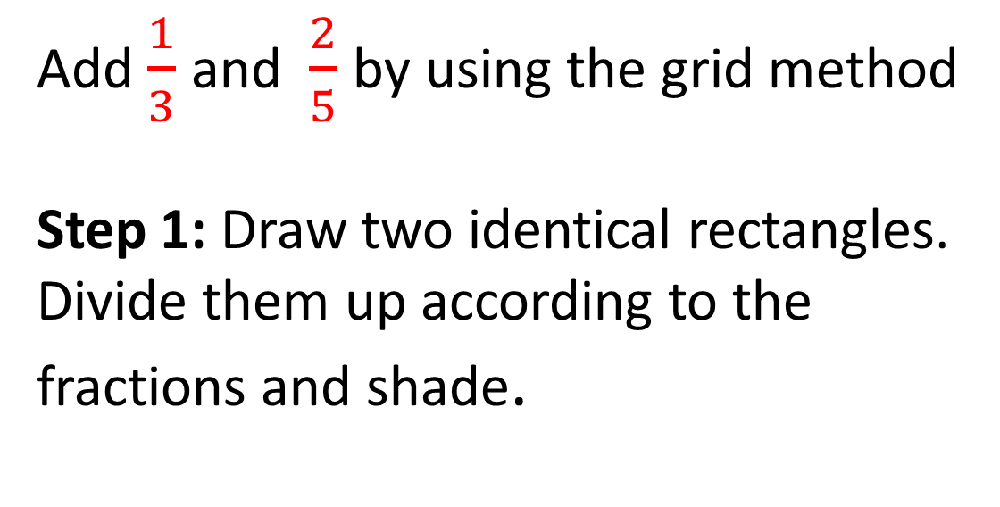 Add 1/3 and 2/5 by using the grid method
Step 1: Draw two identical rectangles.
Divide them up according to the
fractions and shade.